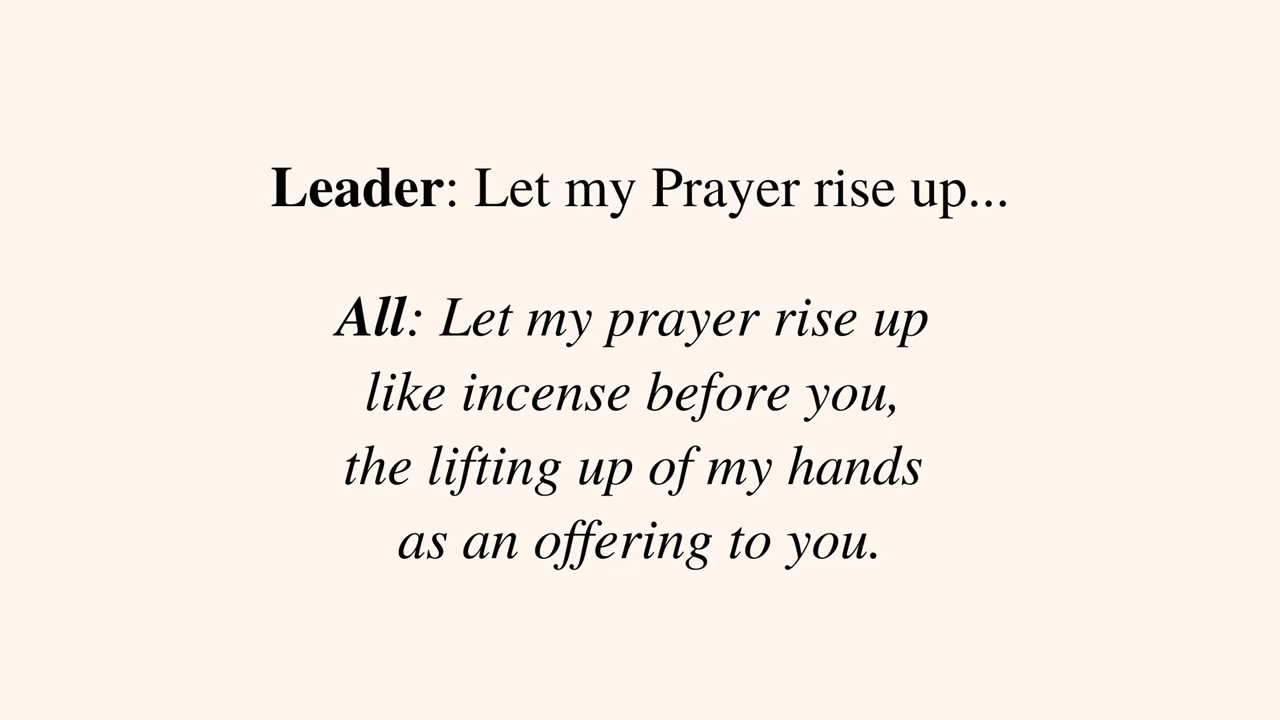 Leader: Let my Prayer rise up...
All: Let my prayer rise up
like incense before you,
the lifting up of my hands
as an offering to you.